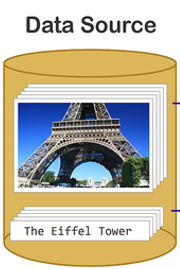 Data Source
The Eiffel Tower